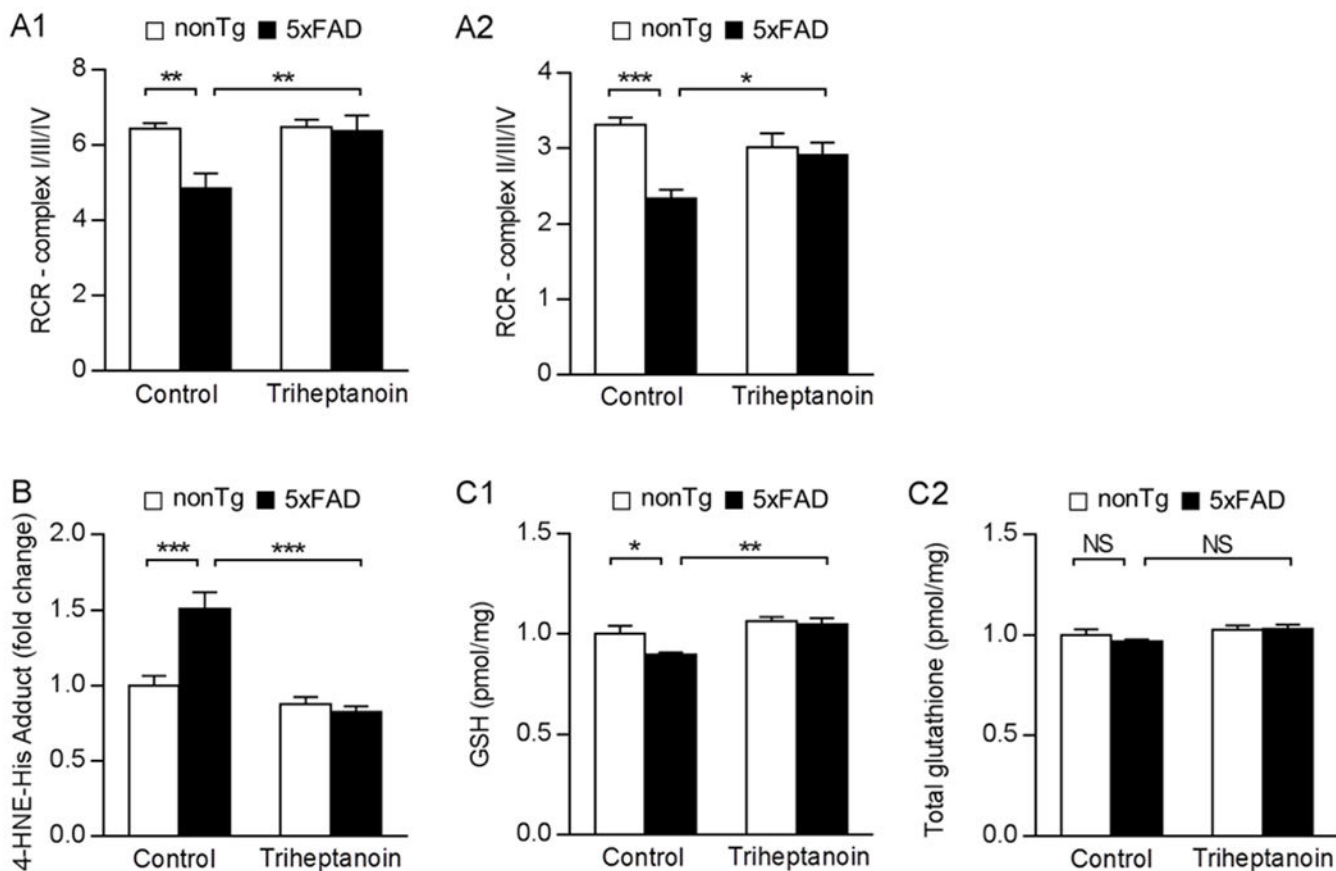 A1
nonTg 5xFAD
RCR - complex I/III/IV
8
6
4
2
0
** **
Control Triheptanoin
A2
nonTg 5xFAD
RCR - complex II/III/IV
4
3
2
1
0
*** *
Control Triheptanoin
B
nonTg 5xFAD
4-HNE-His Adduct (fold change)
2.0
1.5
1.0
0.5
0.0
*** ***
Control Triheptanoin
C1
nonTg 5xFAD
GSH (pmol/mg)
1.5
1.0
0.5
0.0
* **
Control Triheptanoin
C2
nonTg 5xFAD
Total glutathione (pmol/mg)
1.5
1.0
0.5
0.0
NS NS
Control Triheptanoin